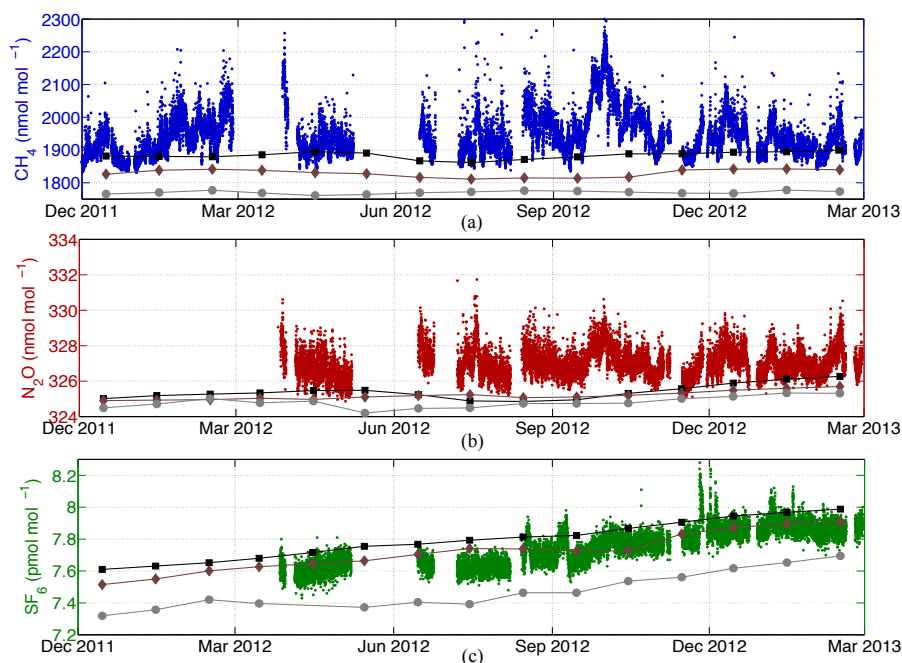 2300
2200
2100
2000
1900
1800
CH4 (nmol mol −1)
Dec 2011 Mar 2012 Jun 2012 Sep 2012 Dec 2012 Mar 2013
(a)
334
332
330
328
326
324
N2O (nmol mol −1)
Dec 2011 Mar 2012 Jun 2012 Sep 2012 Dec 2012 Mar 2013
(b)
8.2
8
7.8
7.6
7.4
7.2
SF6 (pmol mol −1)
Dec 2011 Mar 2012 Jun 2012 Sep 2012 Dec 2012 Mar 2013
(c)